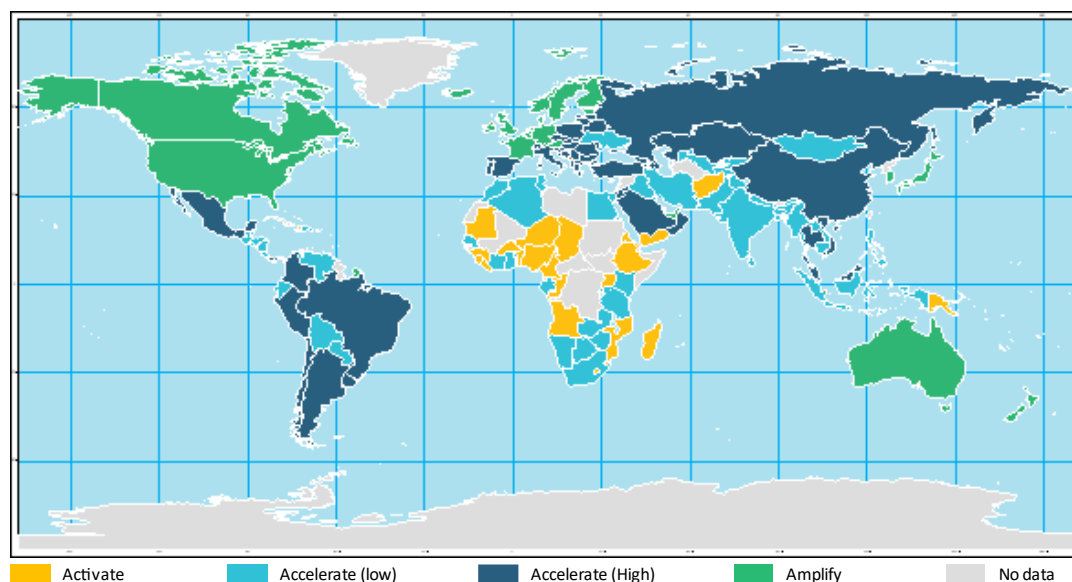 Activate
Accelerate (low)
Accelerate (High)
Amplify
No data